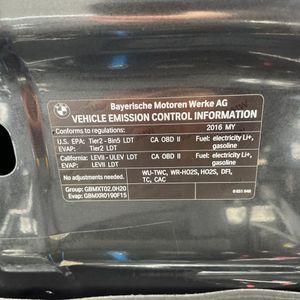 Bayerische Motoren Werke AG
VEHICLE EMISSION CONTROL INFORMATION
Conforms to regulations: 2016 MY
U.S. EPA: Tier2 - Bin5 LDT CA OBD II Fuel: electricity Li+,
EVAP: Tier2 LDT gasoline
California: LEVII - ULEV LDT CA OBD II Fuel: electricity Li+,
EVAP: LEVII LDT gasoline
No adjustments needed. WU-TWC, WR-HO2S, HO2S, DFI,
TC, CAC
Group: GBMXT02.0H20
Evap: GBMXR0190F15